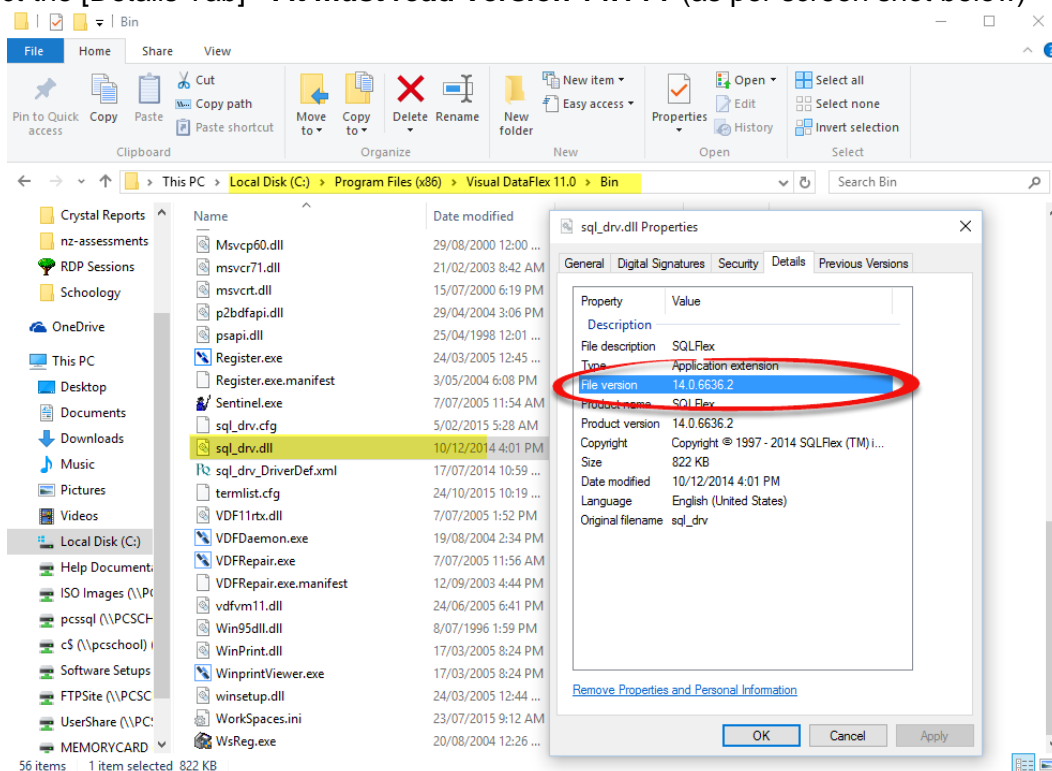 (as per screen shot below)
Bin
File Home Share View
Pin to Quick access
Copy
Paste
Cut
Copy path
Paste shortcut
Clipboard
Move to
Copy to
Delete
Rename
Organize
New folder
New item
Easy access
New
Properties
Open
Edit
History
Open
Select all
Select none
Invert selection
Select
This PC > Local Disk (C:) > Program Files (x86) > Visual DataFlex 11.0 > Bin
Search Bin
Crystal Reports
nz-assessments
RDP Sessions
Schoology
OneDrive
This PC
Desktop
Documents
Downloads
Music
Pictures
Videos
Local Disk (C:)
Help Document
ISO Images (\\P
pcssql (\\PCSCH
c$ (\\pcschool)
Software Setups
FTPSite (\\PCSC
UserShare (\\PC
MEMORYCARD
Name Date modified
Msvcp60.dll 29/08/2000 12:00 ...
msvcr71.dll 21/02/2003 8:42 AM
msvcrt.dll 15/07/2000 6:19 PM
p2bdfapi.dll 29/04/2004 3:06 PM
psapi.dll 25/04/1998 12:01 ...
Register.exe 24/03/2005 12:45 ...
Register.exe.manifest 3/05/2004 6:08 PM
Sentinel.exe 7/07/2005 11:54 AM
sql_drv.cfg 5/02/2015 5:28 AM
sql_drv.dll 10/12/2014 4:01 PM
sql_drv_DriverDef.xml 17/07/2014 10:59 ...
termlist.cfg 24/10/2015 10:19 ...
VDF11rtx.dll 7/07/2005 1:52 PM
VDFDaemon.exe 19/08/2004 2:34 PM
VDFRepair.exe 7/07/2005 11:56 AM
VDFRepair.exe.manifest 12/09/2003 4:44 PM
vdfvm11.dll 24/06/2005 6:41 PM
Win95dll.dll 8/07/1996 1:59 PM
WinPrint.dll 17/03/2005 8:24 PM
WinprintViewer.exe 17/03/2005 8:24 PM
winsetup.dll 24/03/2005 12:44 ...
WorkSpaces.ini 23/07/2015 9:12 AM
WsReg.exe 20/08/2004 12:26 ...
sql_drv.dll Properties
General Digital Signatures Security Details Previous Versions
Property Value
Description
File description SQLFlex
Type Application extension
File version 14.0.6636.2
Product name SQLFlex
Product version 14.0.6636.2
Copyright Copyright © 1997 - 2014 SQLFlex (TM) i...
Size 822 KB
Date modified 10/12/2014 4:01 PM
Language English (United States)
Original filename sql_drv
Remove Properties and Personal Information
OK Cancel Apply
56 items 1 item selected 822 KB